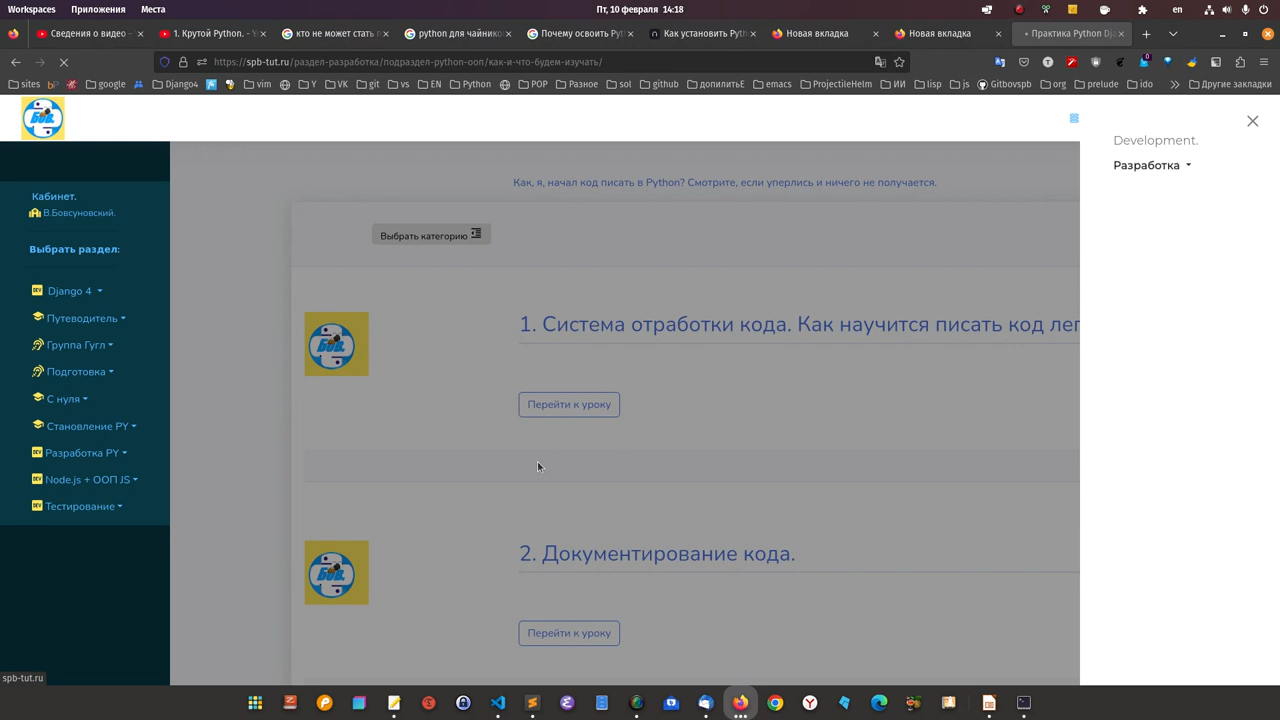 Workspaces Приложения Места Пт, 10 февраля 14:18 en
Сведения о видео - 1. Крутой Python. - Yo кто не может стать п python для чайнико Почему освоить Pyt Как установить Pyth Новая вкладка Новая вкладка Практика Python Dja
https://spb-tut.ru/раздел-разработка/подраздел-python-ооп/как-и-что-будем-изучать/
sites google Django4 vim Y VK git vs EN Python POP Разное sol github допилитьE emacs ProjectileHelm ИИ lisp js Gitbovspb org prelude ido Другие закладки
Development.
Разработка
Кабинет.
В.Бовсуновский.
Выбрать раздел:
Django 4
Путеводитель
Группа Гугл
Подготовка
С нуля
Становление PY
Разработка PY
Node.js + ООП JS
Тестирование
Как, я, начал код писать в Python? Смотрите, если уперлись и ничего не получается.
Выбрать категорию
БОВ.
1. Система отработки кода. Как научится писать код лег
Перейти к уроку
БОВ.
2. Документирование кода.
Перейти к уроку
spb-tut.ru